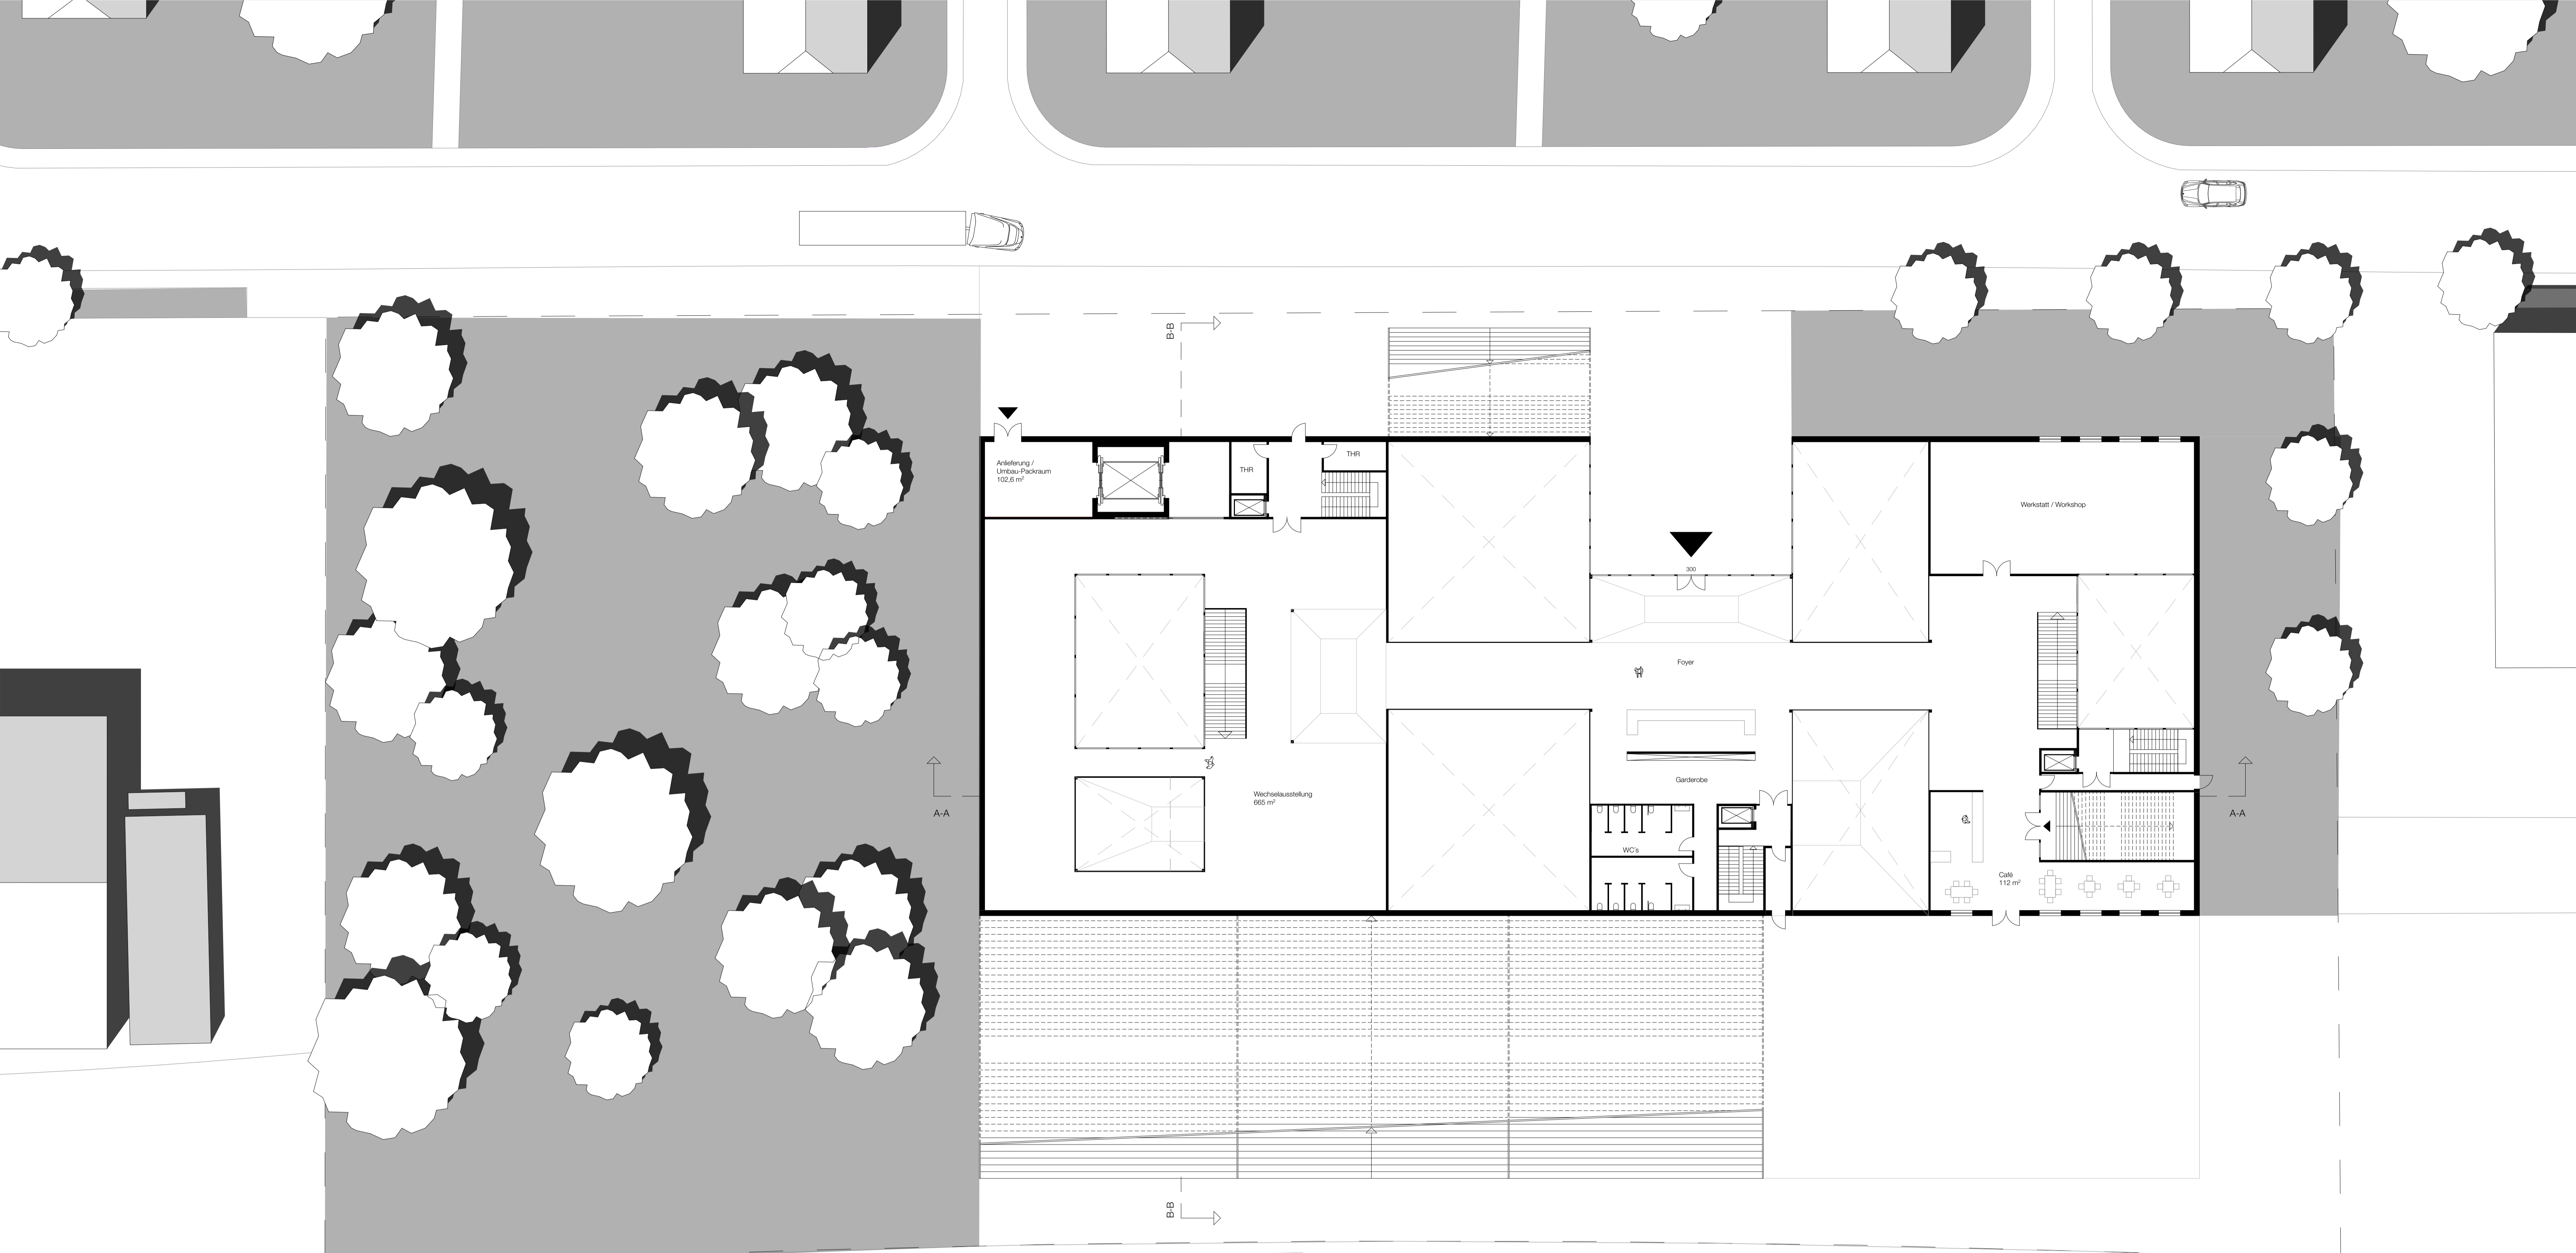 B-B
Anlieferung /
Umbau-Packraum
102,6 m²
THR
THR
Werkstatt / Workshop
300
Foyer
Garderobe
Wechselausstellung
665 m²
A-A
A-A
WC's
Café
112 m²
B-B